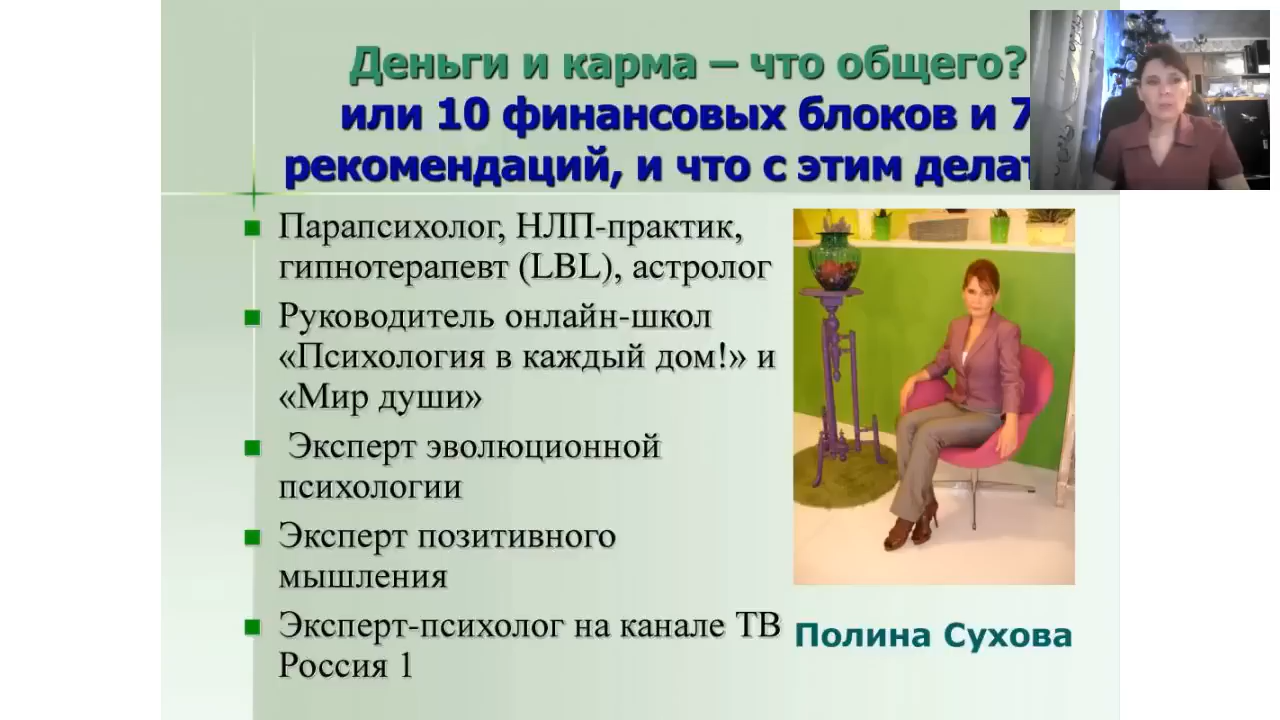 Деньги и карма – что общего?
или 10 финансовых блоков и 7
рекомендаций, и что с этим
Парапсихолог, НЛП-практик,
гипнотерапевт (LBL), астролог
Руководитель онлайн-школ
«Психология в каждый дом!» и
«Мир души»
Эксперт эволюционной
психологии
Эксперт позитивного
мышления
Эксперт-психолог на канале ТВ
Россия 1
Полина Сухова